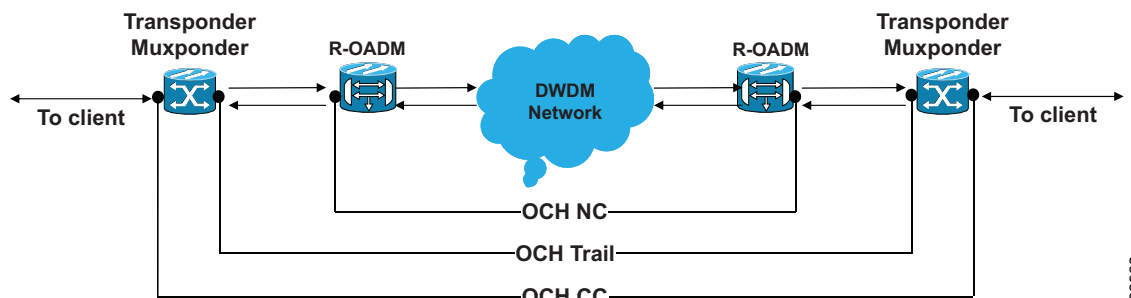 Transponder
Muxponder
R-OADM
DWDM
Network
R-OADM
Transponder
Muxponder
To client
To client
OCH NC
OCH Trail
OCH CC